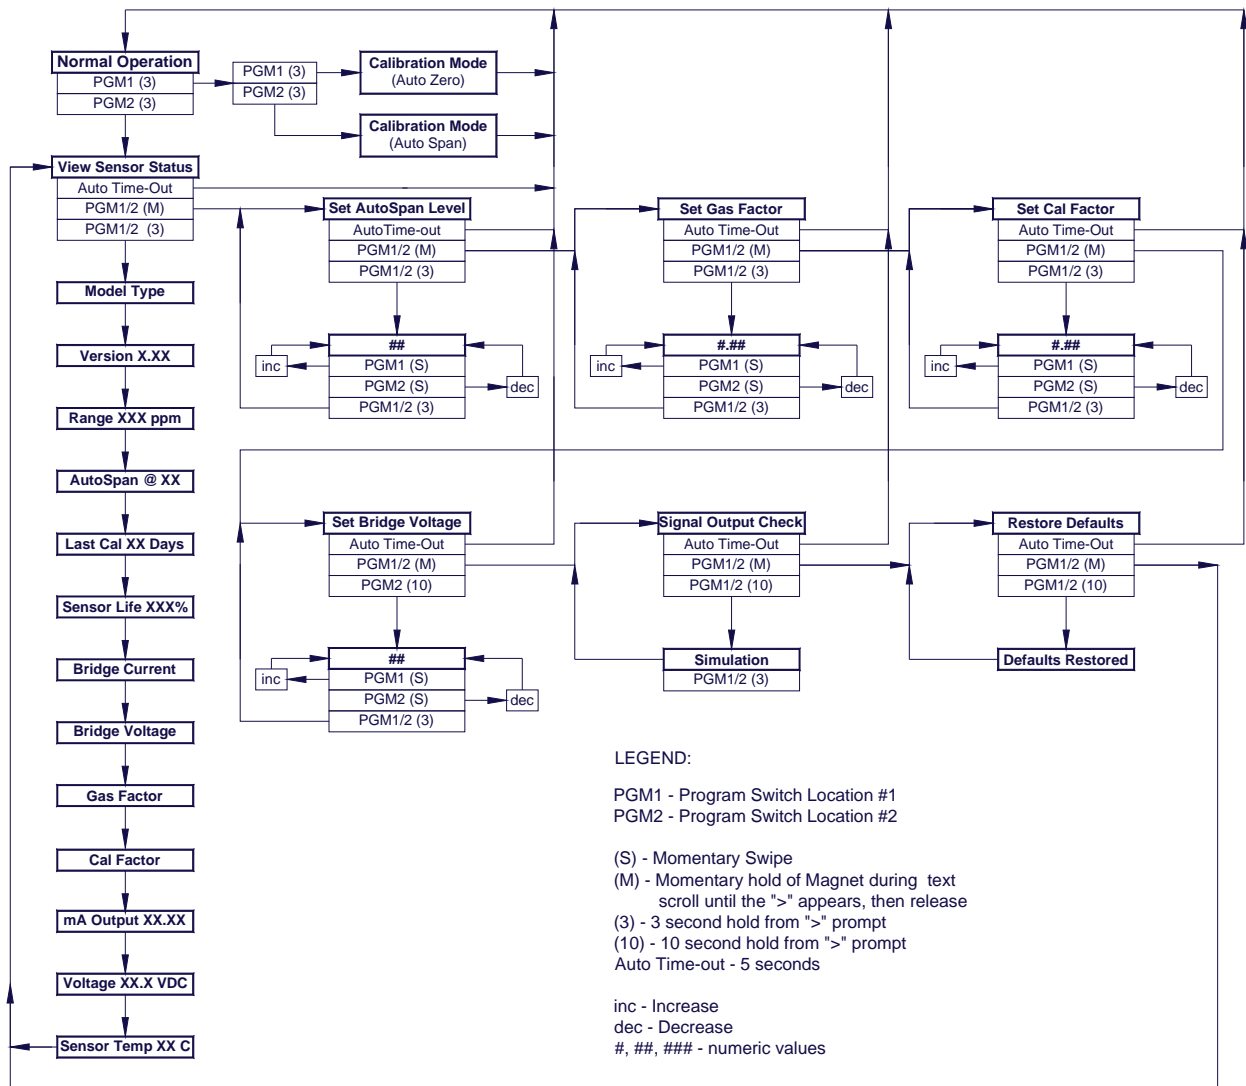 Normal Operation
PGM1 (3)
PGM2 (3)
PGM1 (3)
PGM2 (3)
Calibration Mode
(Auto Zero)
Calibration Mode
(Auto Span)
View Sensor Status
Auto Time-Out
PGM1/2 (M)
PGM1/2 (3)
Set AutoSpan Level
AutoTime-out
PGM1/2 (M)
PGM1/2 (3)
##
PGM1 (S)
PGM2 (S)
PGM1/2 (3)
inc
dec
Set Gas Factor
Auto Time-Out
PGM1/2 (M)
PGM1/2 (3)
#.##
PGM1 (S)
PGM2 (S)
PGM1/2 (3)
inc
dec
Set Cal Factor
Auto Time-Out
PGM1/2 (M)
PGM1/2 (3)
#.##
PGM1 (S)
PGM2 (S)
PGM1/2 (3)
inc
dec
Model Type
Version X.XX
Range XXX ppm
AutoSpan @ XX
Last Cal XX Days
Sensor Life XXX%
Bridge Current
Bridge Voltage
Gas Factor
Cal Factor
mA Output XX.XX
Voltage XX.X VDC
Sensor Temp XX C
Set Bridge Voltage
Auto Time-Out
PGM1/2 (M)
PGM2 (10)
##
PGM1 (S)
PGM2 (S)
PGM1/2 (3)
inc
dec
Signal Output Check
Auto Time-Out
PGM1/2 (M)
PGM1/2 (10)
Simulation
PGM1/2 (3)
Restore Defaults
Auto Time-Out
PGM1/2 (M)
PGM1/2 (10)
Defaults Restored
LEGEND:
PGM1 - Program Switch Location #1
PGM2 - Program Switch Location #2
(S) - Momentary Swipe
(M) - Momentary hold of Magnet during text
scroll until the ">" appears, then release
(3) - 3 second hold from ">" prompt
(10) - 10 second hold from ">" prompt
Auto Time-out - 5 seconds
inc - Increase
dec - Decrease
#, ##, ### - numeric values